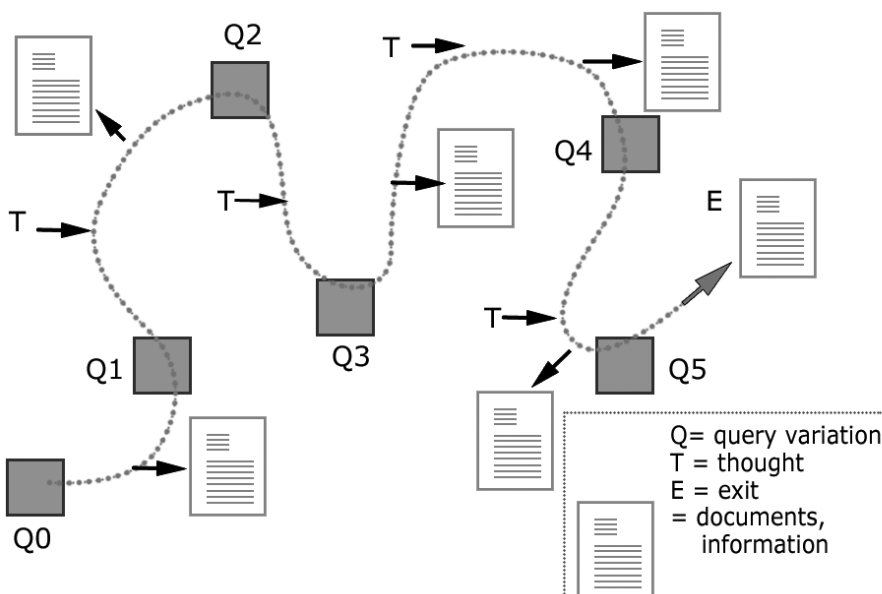 Q2
T
Q4
T
T
E
Q3
T
Q1
Q5
Q0
Q= query variation
T = thought
E = exit
= documents,
information